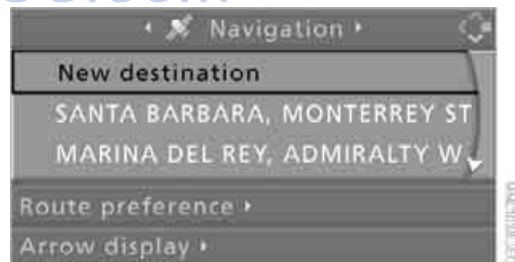 Navigation
New destination
SANTA BARBARA, MONTERREY ST
MARINA DEL REY, ADMIRALTY W
Route preference
Arrow display